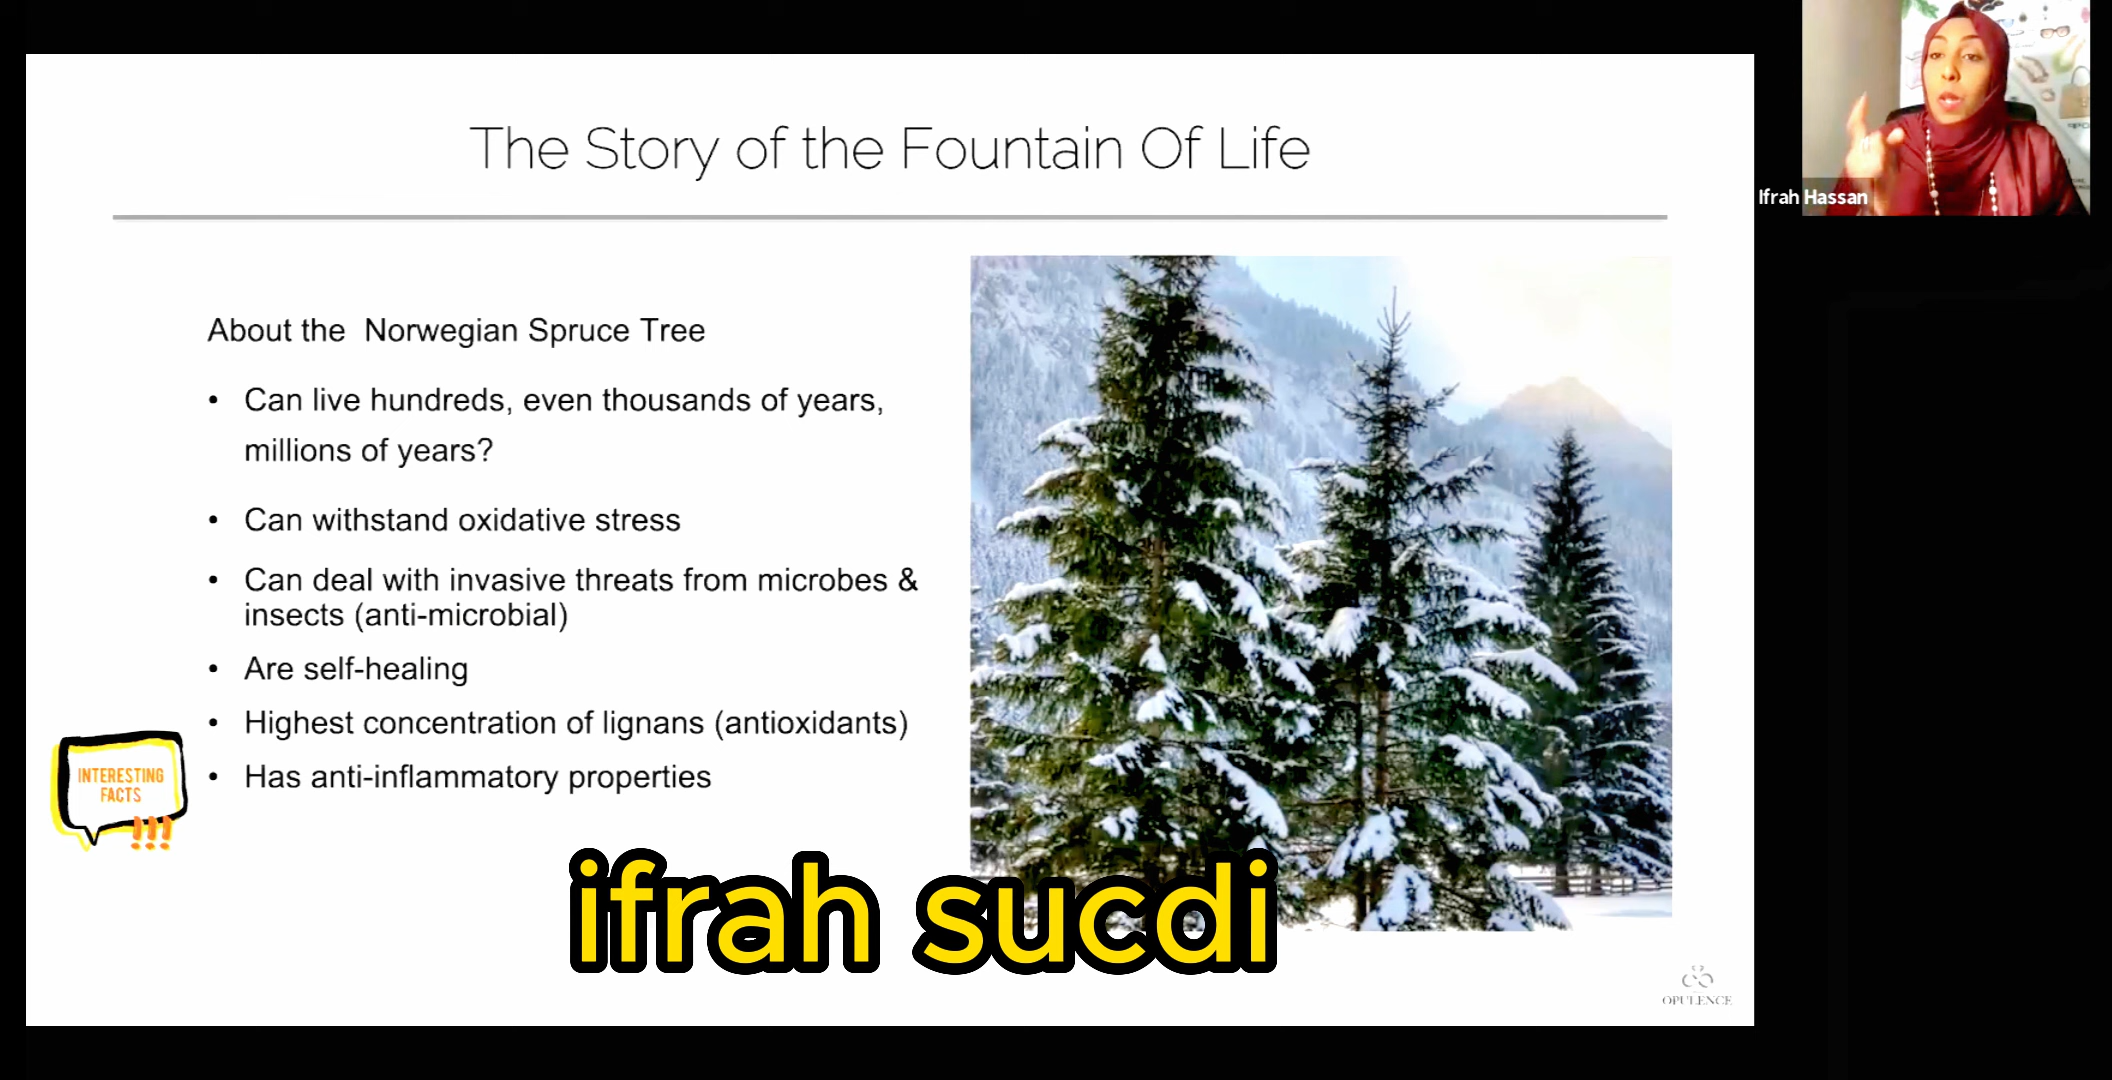 The Story of the Fountain Of Life
Ifrah Hassan
About the Norwegian Spruce Tree
• Can live hundreds, even thousands of years,
millions of years?
• Can withstand oxidative stress
• Can deal with invasive threats from microbes &
insects (anti-microbial)
• Are self-healing
• Highest concentration of lignans (antioxidants)
• Has anti-inflammatory properties
INTERESTING
FACTS
!!!
ifrah sucdi
OPULENCE